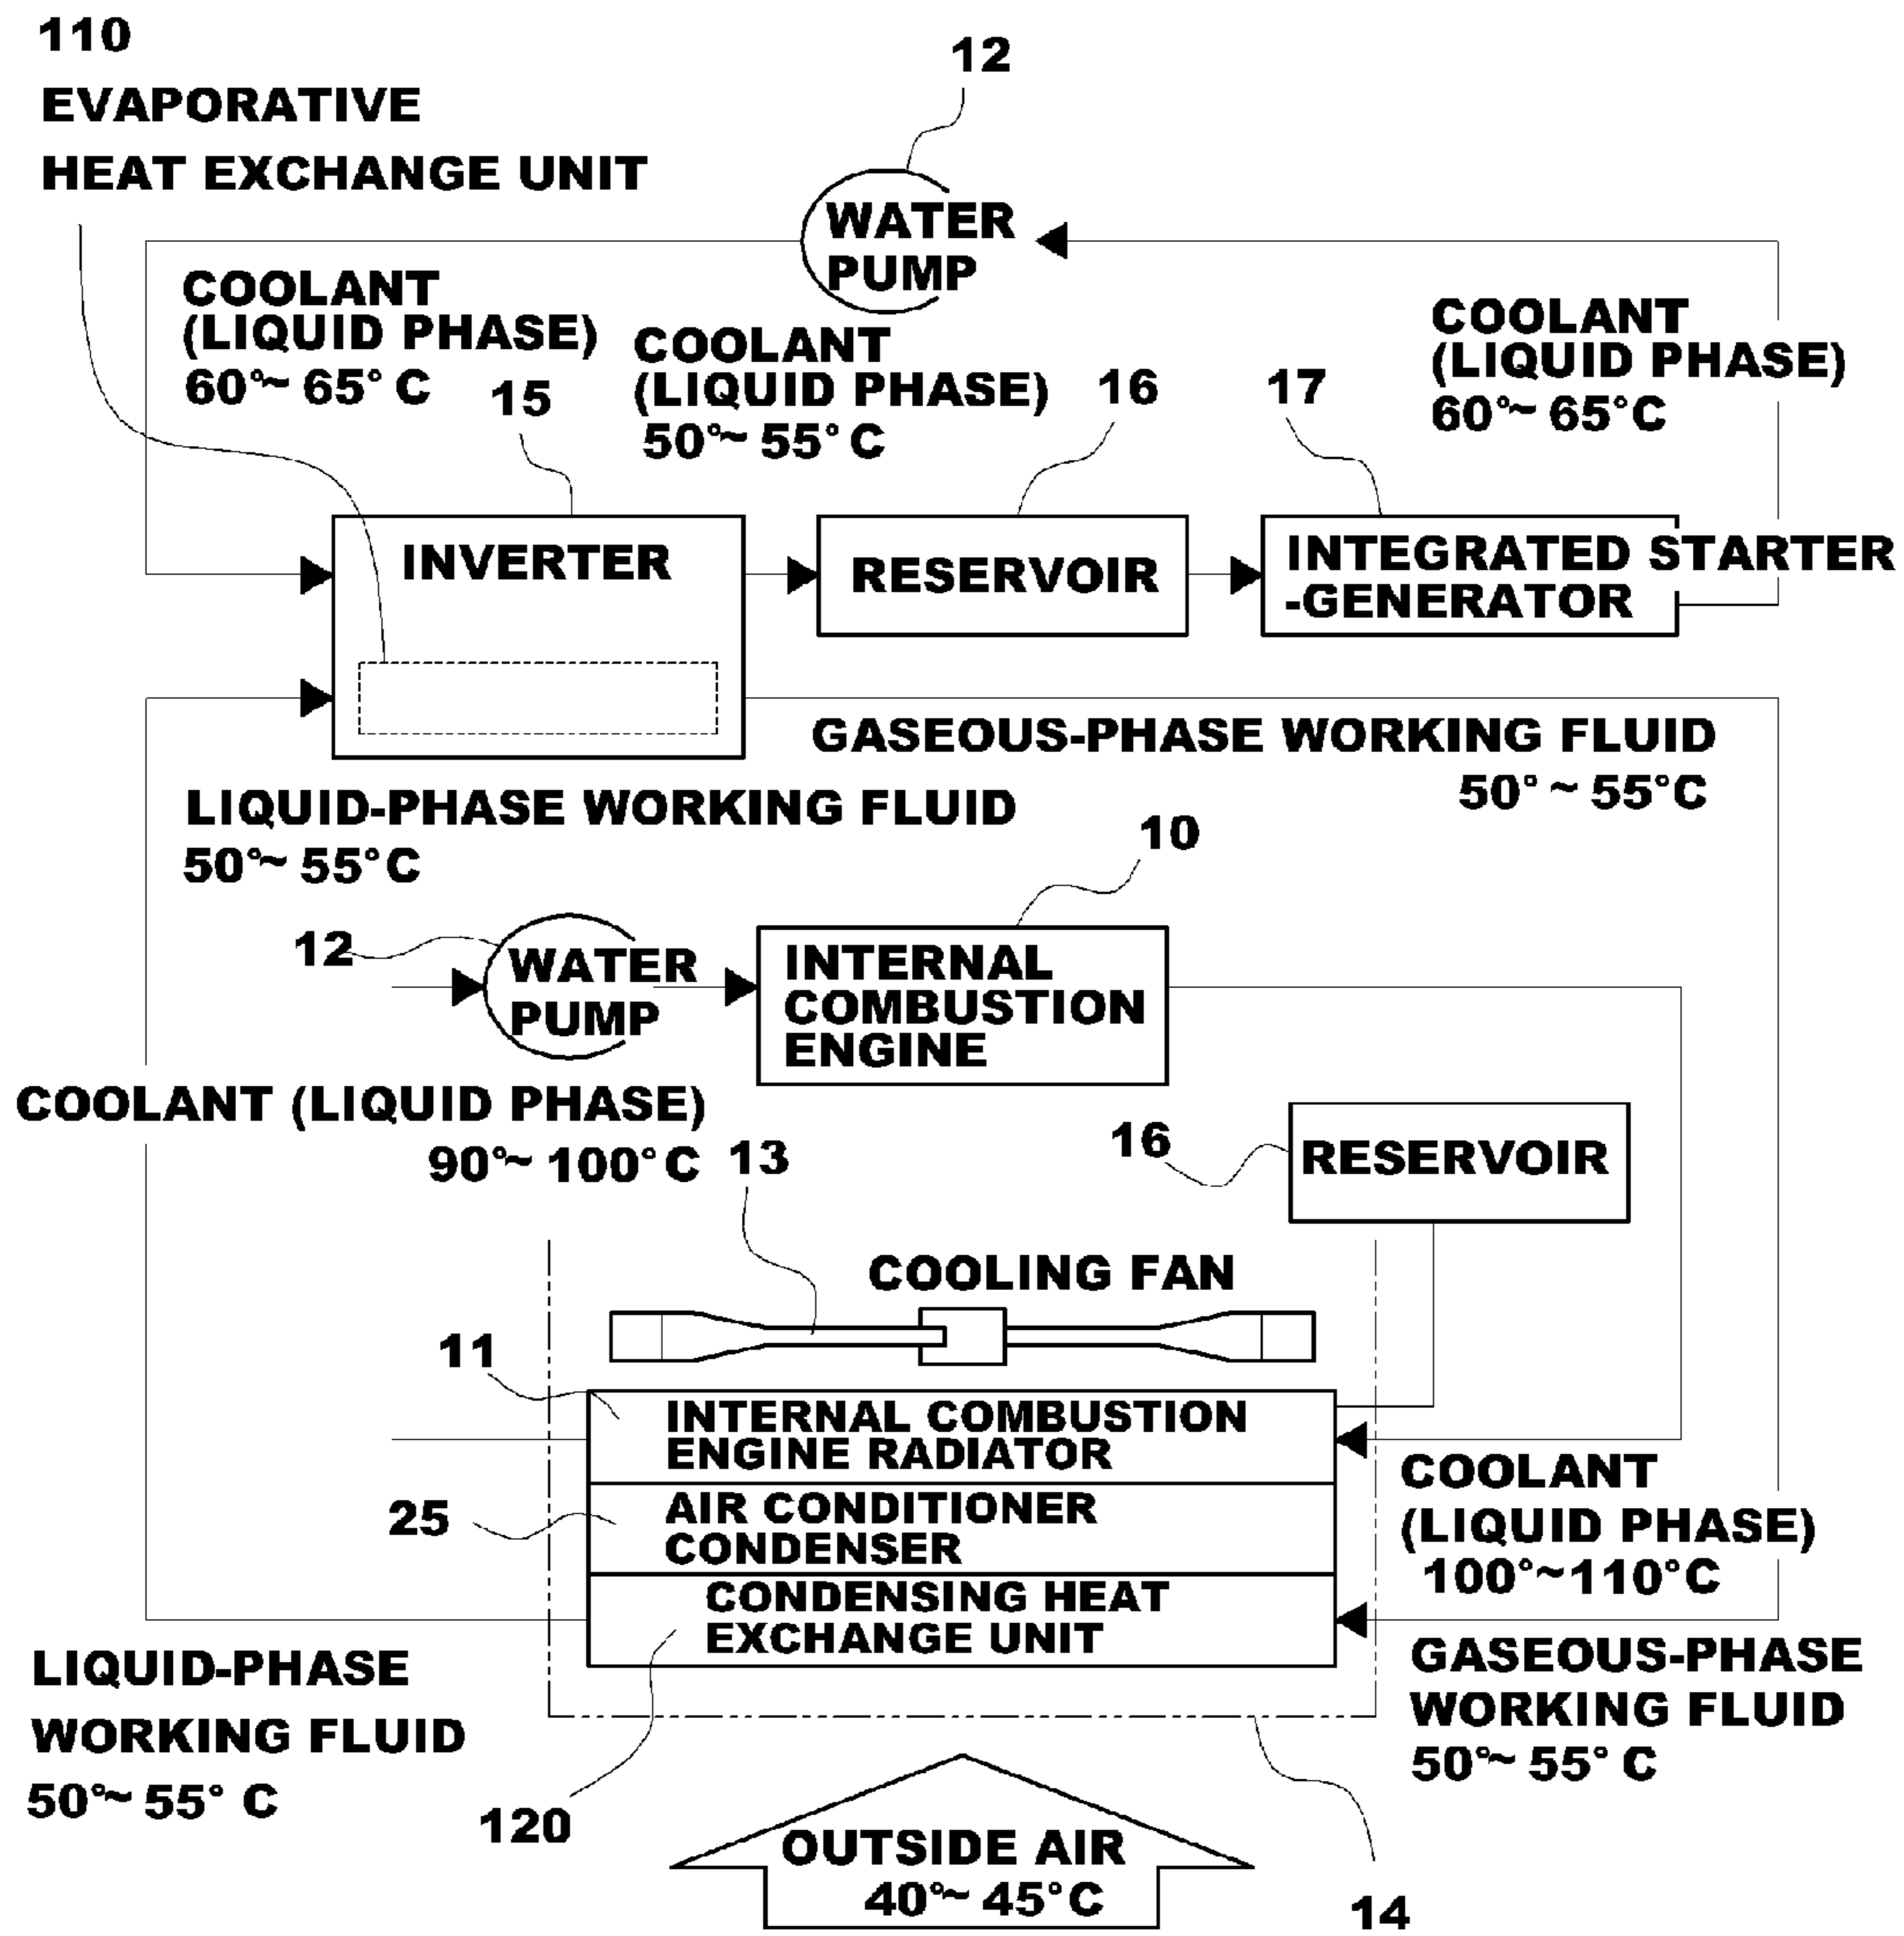 110
EVAPORATIVE
HEAT EXCHANGE UNIT
12
WATER
PUMP
COOLANT
(LIQUID PHASE)
60°~ 65° C
15
COOLANT
(LIQUID PHASE)
50°~ 55° C
16
17
COOLANT
(LIQUID PHASE)
60°~ 65°C
INVERTER
RESERVOIR
INTEGRATED STARTER
-GENERATOR
GASEOUS-PHASE WORKING FLUID
50° ~ 55°C
LIQUID-PHASE WORKING FLUID
50°~ 55°C
10
12
WATER
PUMP
INTERNAL
COMBUSTION
ENGINE
COOLANT (LIQUID PHASE)
90°~ 100°C
13
16
RESERVOIR
COOLING FAN
11
INTERNAL COMBUSTION
ENGINE RADIATOR
25
AIR CONDITIONER
CONDENSER
CONDENSING HEAT
EXCHANGE UNIT
COOLANT
(LIQUID PHASE)
100°~110°C
LIQUID-PHASE
WORKING FLUID
50°~ 55° C
GASEOUS-PHASE
WORKING FLUID
50°~ 55° C
120
OUTSIDE AIR
40°~ 45°C
14